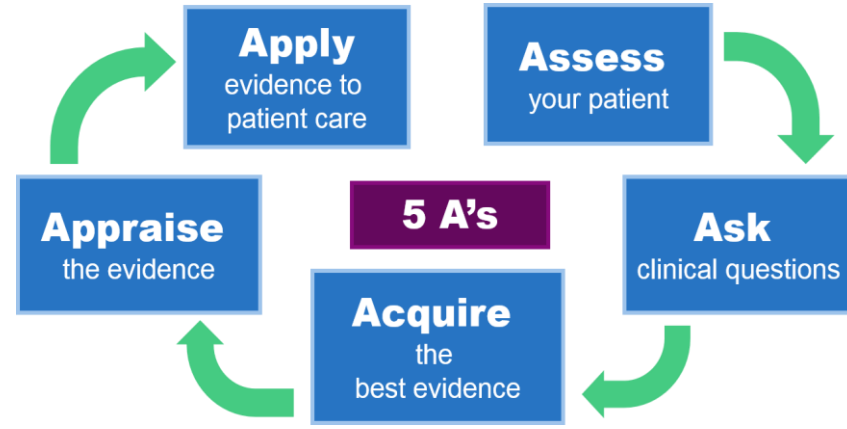 Apply
evidence to
patient care
Assess
your patient
Appraise
the evidence
5 A's
Ask
clinical questions
Acquire
the
best evidence